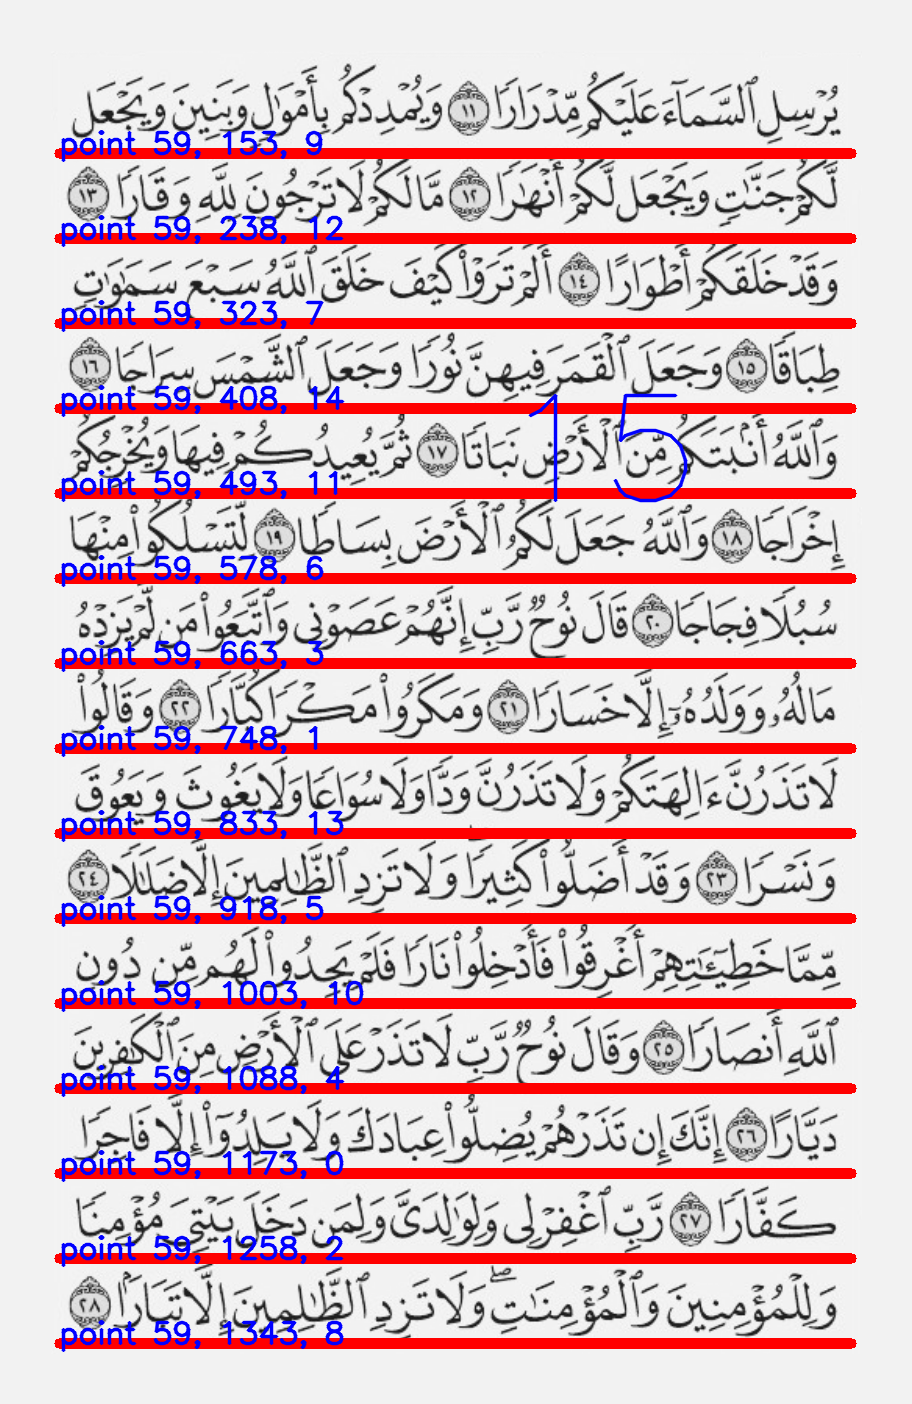 يُرْسِلِ ٱلسَّمَآءَ عَلَيْكُم مِّدْرَارًا ١١ وَيُمْدِدْكُم بِأَمْوَٰلٍ وَبَنِينَ وَيَجْعَل
point 59, 153, 9
لَّكُمْ جَنَّٰتٍ وَيَجْعَل لَّكُمْ أَنْهَٰرًا ١٢ مَّا لَكُمْ لَا تَرْجُونَ لِلَّهِ وَقَارًا ١٣
point 59, 238, 12
وَقَدْ خَلَقَكُمْ أَطْوَارًا ١٤ أَلَمْ تَرَوْا۟ كَيْفَ خَلَقَ ٱللَّهُ سَبْعَ سَمَٰوَٰتٍ
point 59, 323, 7
طِبَاقًا ١٥ وَجَعَلَ ٱلْقَمَرَ فِيهِنَّ نُورًا وَجَعَلَ ٱلشَّمْسَ سِرَاجًا ١٦
point 59, 408, 14
15
وَٱللَّهُ أَنۢبَتَكُم مِّنَ ٱلْأَرْضِ نَبَاتًا ١٧ ثُمَّ يُعِيدُكُمْ فِيهَا وَيُخْرِجُكُمْ
point 59, 493, 11
إِخْرَاجًا ١٨ وَٱللَّهُ جَعَلَ لَكُمُ ٱلْأَرْضَ بِسَاطًا ١٩ لِّتَسْلُكُوا۟ مِنْهَا
point 59, 578, 6
سُبُلًا فِجَاجًا ٢٠ قَالَ نُوحٌ رَّبِّ إِنَّهُمْ عَصَوْنِى وَٱتَّبَعُوا۟ مَن لَّمْ يَزِدْهُ
point 59, 663, 3
مَالُهُۥ وَوَلَدُهُۥٓ إِلَّا خَسَارًا ٢١ وَمَكَرُوا۟ مَكْرًا كُبَّارًا ٢٢ وَقَالُوا۟
point 59, 748, 1
لَا تَذَرُنَّ ءَالِهَتَكُمْ وَلَا تَذَرُنَّ وَدًّا وَلَا سُوَاعًا وَلَا يَغُوثَ وَيَعُوقَ
point 59, 833, 13
وَنَسْرًا ٢٣ وَقَدْ أَضَلُّوا۟ كَثِيرًا ۖ وَلَا تَزِدِ ٱلظَّٰلِمِينَ إِلَّا ضَلَٰلًا ٢٤
point 59, 918, 5
مِّمَّا خَطِيٓـَٰٔتِهِمْ أُغْرِقُوا۟ فَأُدْخِلُوا۟ نَارًا فَلَمْ يَجِدُوا۟ لَهُم مِّن دُونِ
point 59, 1003, 10
ٱللَّهِ أَنصَارًا ٢٥ وَقَالَ نُوحٌ رَّبِّ لَا تَذَرْ عَلَى ٱلْأَرْضِ مِنَ ٱلْكَٰفِرِينَ
point 59, 1088, 4
دَيَّارًا ٢٦ إِنَّكَ إِن تَذَرْهُمْ يُضِلُّوا۟ عِبَادَكَ وَلَا يَلِدُوٓا۟ إِلَّا فَاجِرًا
point 59, 1173, 0
كَفَّارًا ٢٧ رَّبِّ ٱغْفِرْ لِى وَلِوَٰلِدَىَّ وَلِمَن دَخَلَ بَيْتِىَ مُؤْمِنًا
point 59, 1258, 2
وَلِلْمُؤْمِنِينَ وَٱلْمُؤْمِنَٰتِ ۖ وَلَا تَزِدِ ٱلظَّٰلِمِينَ إِلَّا تَبَارًۢا ٢٨
point 59, 1343, 8